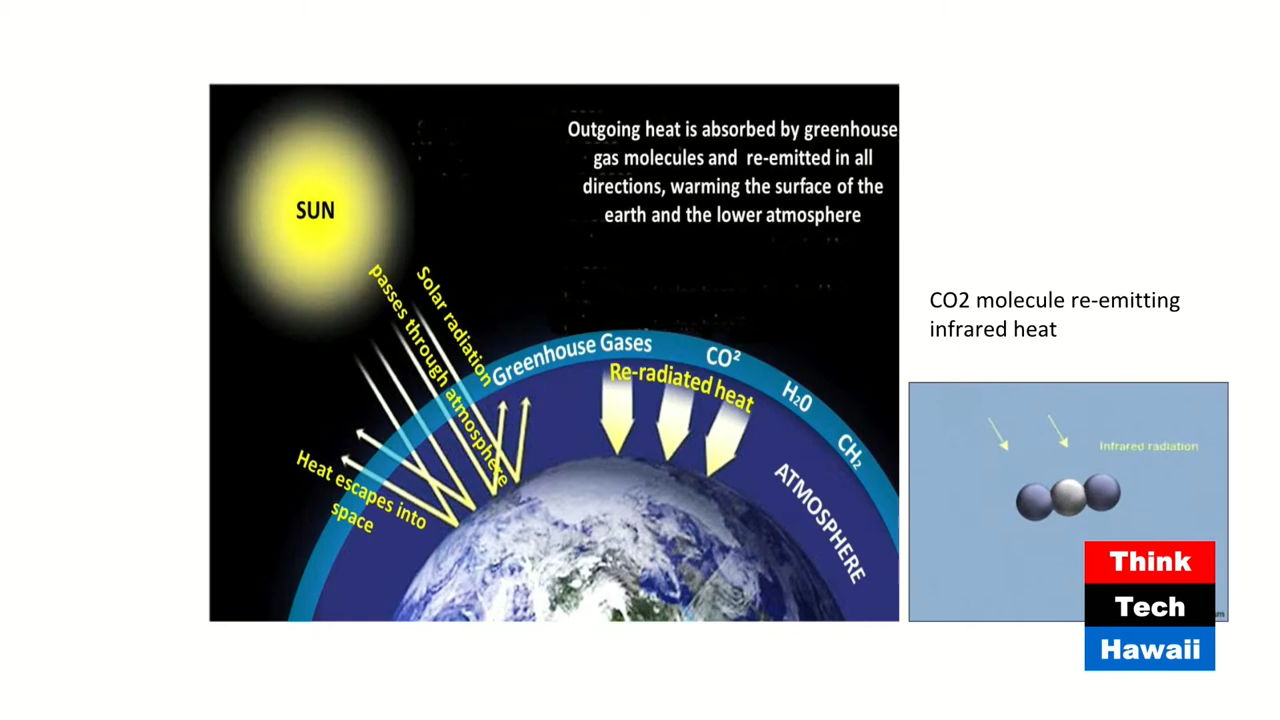 SUN
Outgoing heat is absorbed by greenhouse
gas molecules and re-emitted in all
directions, warming the surface of the
earth and the lower atmosphere
Solar radiation
passes through atmosphere
Heat escapes into
space
Greenhouse Gases
CO²
H₂0
CH₂
Re-radiated heat
ATMOSPHERE
CO2 molecule re-emitting
infrared heat
Infrared radiation
Think
Tech
Hawaii